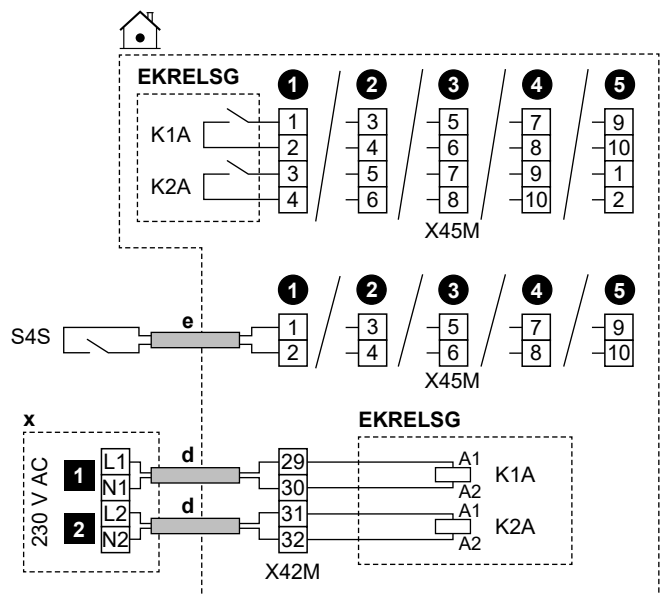 EKRELSG 1 2 3 4 5
K1A
K2A
1 3 5 7 9
2 4 6 8 10
3 5 7 9 1
4 6 8 10 2
X45M
1 2 3 4 5
S4S e 1 3 5 7 9
2 4 6 8 10
X45M
x EKRELSG
230 V AC
1 L1 d 29 A1 K1A
N1 30 A2
2 L2 d 31 A1 K2A
N2 32 A2
X42M